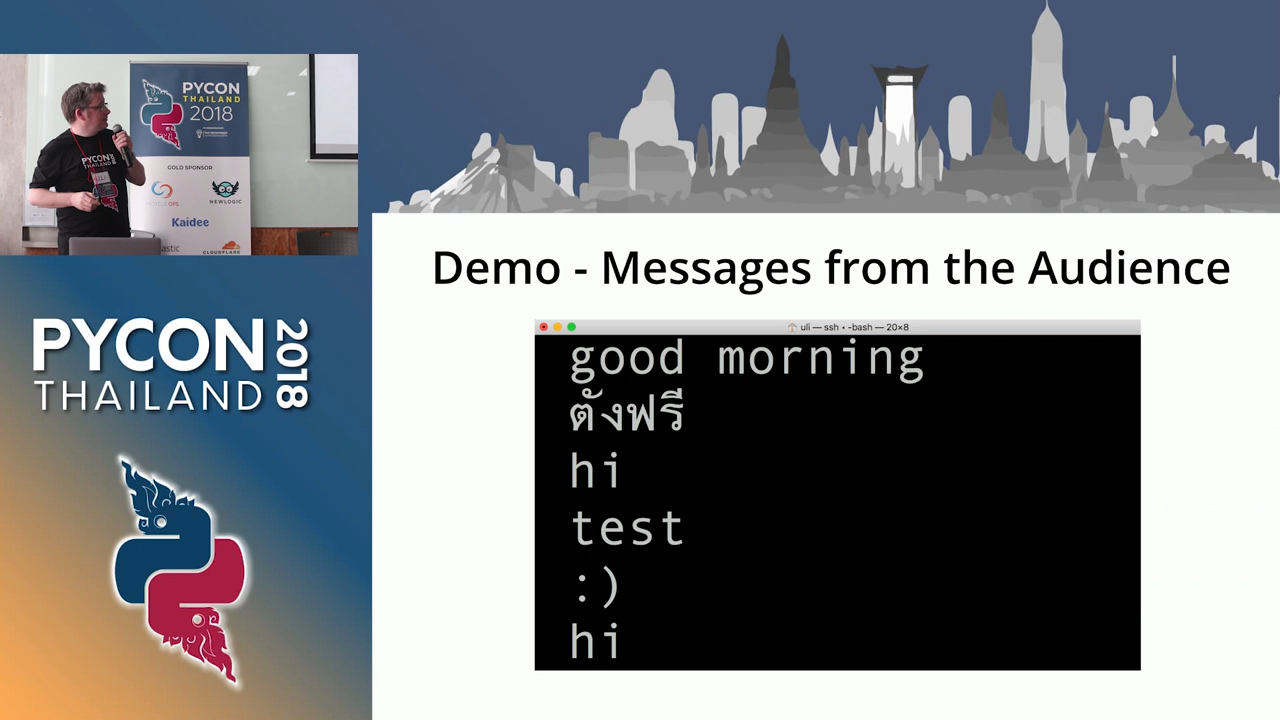 PYCON
THAILAND
2018
GOLD SPONSOR
NEWLOGIC
Kaidee
CLOUDFLARE
PYCON
THAILAND
PYCON
THAILAND
2018
Demo - Messages from the Audience
uli — ssh • -bash — 20×8
good morning
ตังฟรี
hi
test
:)
hi